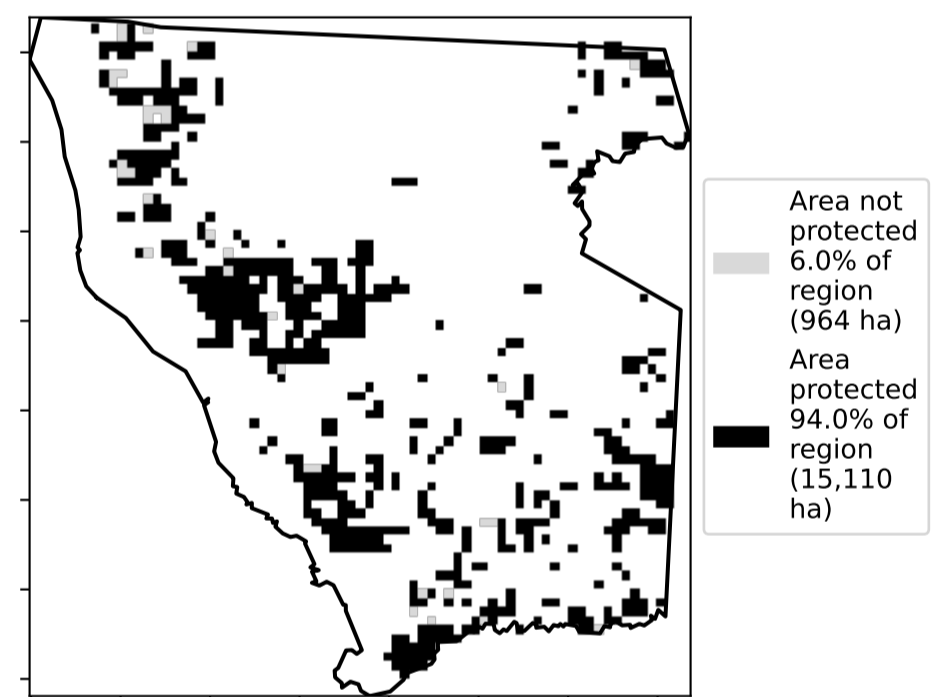 Area not
protected
6.0% of
region
(964 ha)
Area
protected
94.0% of
region
(15,110
ha)